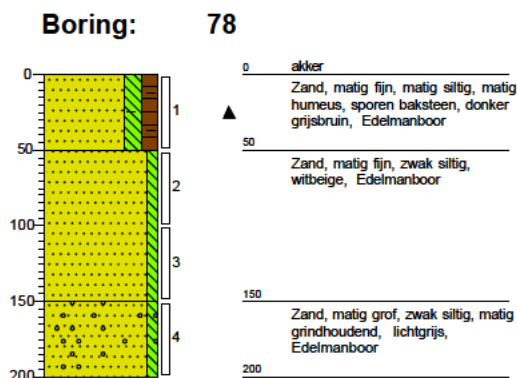 Boring: 78
0
50
100
150
200
1
2
3
4
0 akker
Zand, matig fijn, matig siltig, matig
humeus, sporen baksteen, donker
grijsbruin, Edelmanboor
50
Zand, matig fijn, zwak siltig,
witbeige, Edelmanboor
150
Zand, matig grof, zwak siltig, matig
grindhoudend, lichtgrijs,
Edelmanboor
200